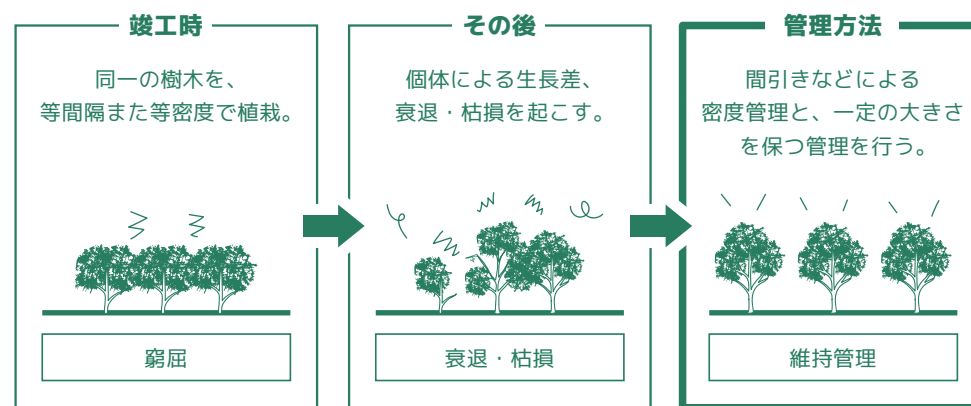 竣工時
同一の樹木を、
等間隔また等密度で植栽。
窮屈
その後
個体による生長差、
衰退・枯損を起こす。
衰退・枯損
管理方法
間引きなどによる
密度管理と、一定の大きさ
を保つ管理を行う。
維持管理